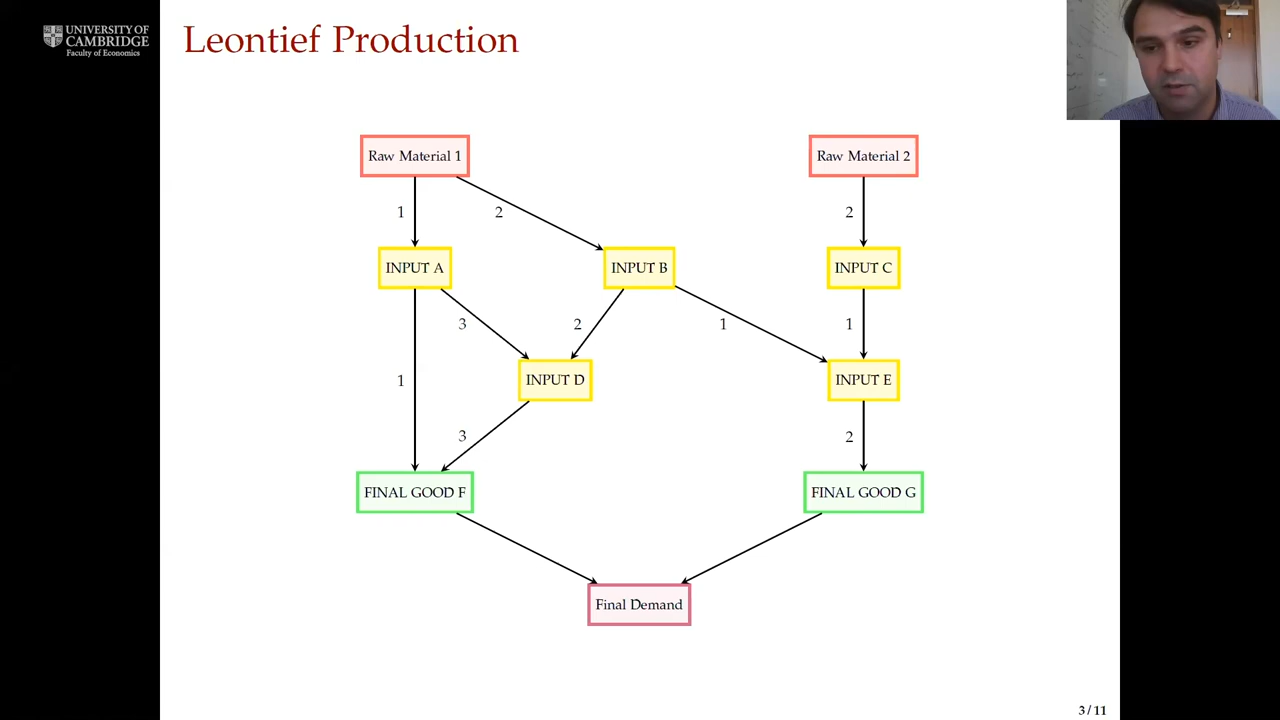 UNIVERSITY OF
CAMBRIDGE
Faculty of Economics
Leontief Production
Raw Material 1
Raw Material 2
1
2
2
INPUT A
INPUT B
INPUT C
3
2
1
1
1
INPUT D
INPUT E
3
2
FINAL GOOD F
FINAL GOOD G
Final Demand
3 / 11